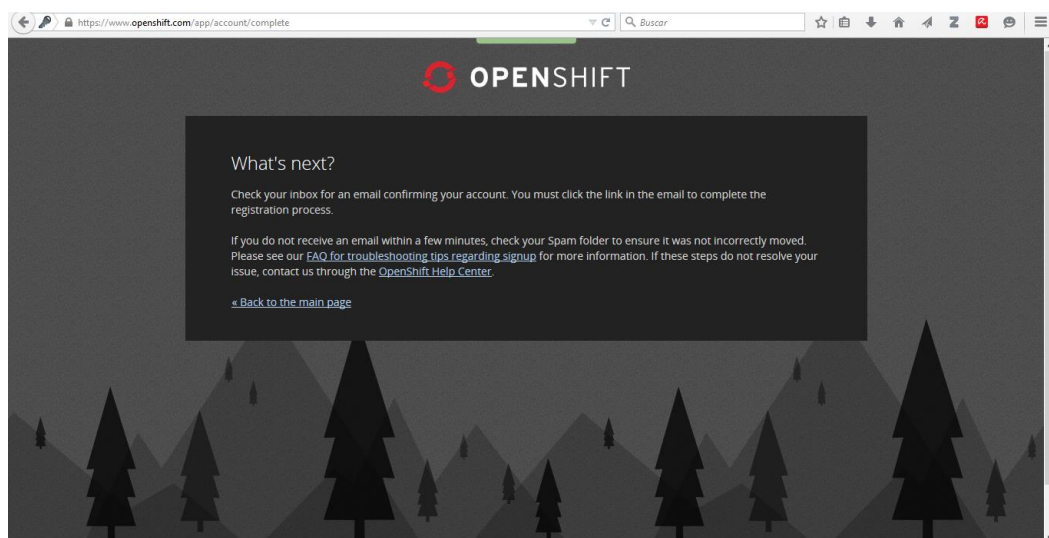 https://www.openshift.com/app/account/complete
Buscar
Z
OPENSHIFT
What's next?
Check your inbox for an email confirming your account. You must click the link in the email to complete the
registration process.
If you do not receive an email within a few minutes, check your Spam folder to ensure it was not incorrectly moved.
Please see our FAQ for troubleshooting tips regarding signup for more information. If these steps do not resolve your
issue, contact us through the OpenShift Help Center.
« Back to the main page